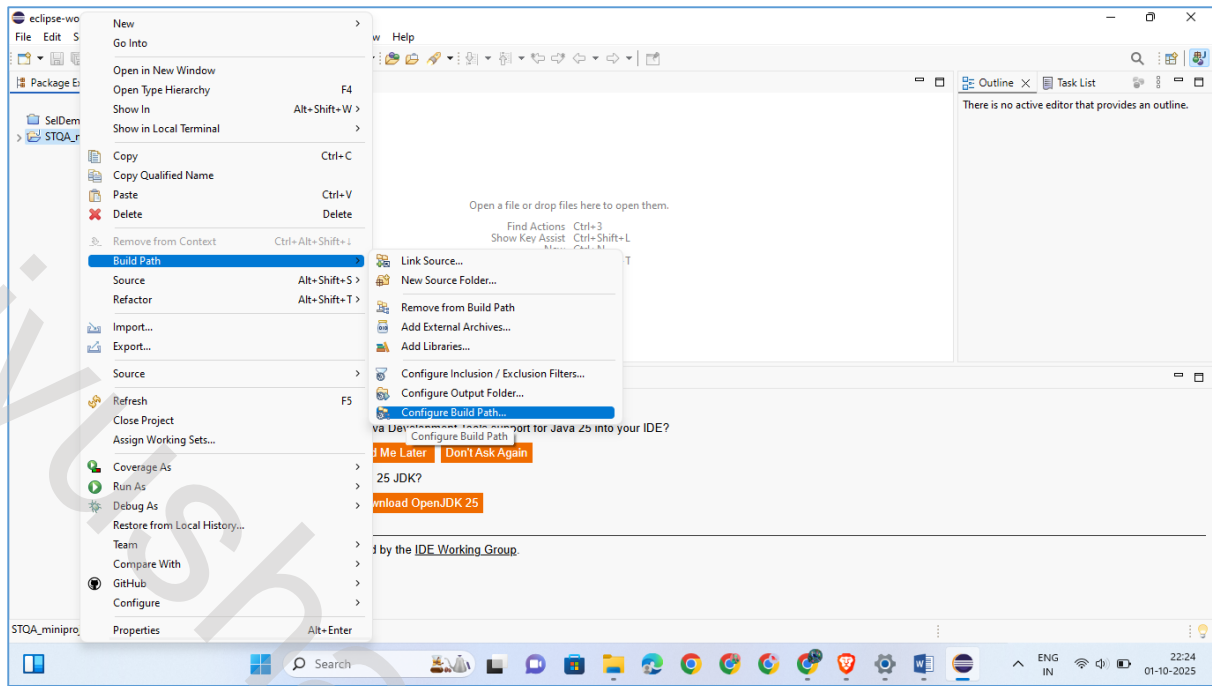 eclipse-wo
File Edit S
w Help
Package E
SelDem
STQA_r
New
Go Into
Open in New Window
Open Type Hierarchy F4
Show In Alt+Shift+W >
Show in Local Terminal
Copy Ctrl+C
Copy Qualified Name
Paste Ctrl+V
Delete Delete
Remove from Context Ctrl+Alt+Shift+↓
Build Path
Source Alt+Shift+S >
Refactor Alt+Shift+T >
Import...
Export...
Source
Refresh F5
Close Project
Assign Working Sets...
Coverage As
Run As
Debug As
Restore from Local History...
Team
Compare With
GitHub
Configure
Properties Alt+Enter
Link Source...
New Source Folder...
Remove from Build Path
Add External Archives...
Add Libraries...
Configure Inclusion / Exclusion Filters...
Configure Output Folder...
Configure Build Path...
Configure Build Path
Open a file or drop files here to open them.
Find Actions Ctrl+3
Show Key Assist Ctrl+Shift+L
New Ctrl+N
T
Outline Task List
There is no active editor that provides an outline.
va Development Tools support for Java 25 into your IDE?
d Me Later Don't Ask Again
25 JDK?
wnload OpenJDK 25
d by the IDE Working Group.
STQA_minipro
Search
ENG
IN
22:24
01-10-2025
yusho